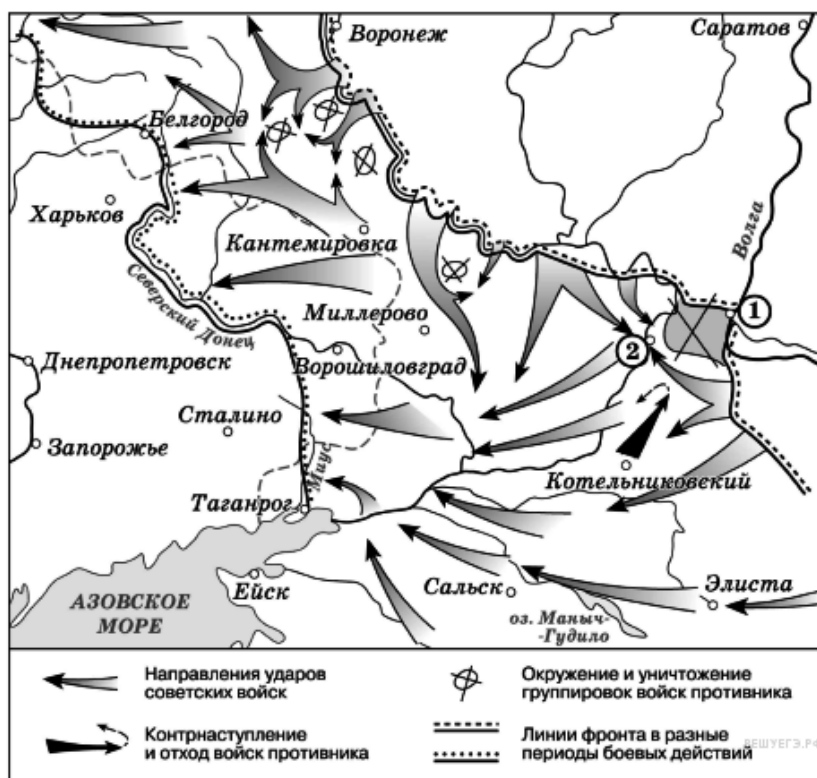 Воронеж
Саратов
Белгород
Волга
Харьков
Кантемировка
Северский Донец
1
Миллерово
2
Днепропетровск
Ворошиловград
Сталино
Запорожье
Миус
Котельниковский
Таганрог
Ейск
Сальск
Элиста
АЗОВСКОЕ
МОРЕ
оз. Маныч-
-Гудило
Направления ударов
советских войск
Окружение и уничтожение
группировок войск противника
Контрнаступление
и отход войск противника
Линии фронта в разные
периоды боевых действий
РЕШУЕГЭ.РФ